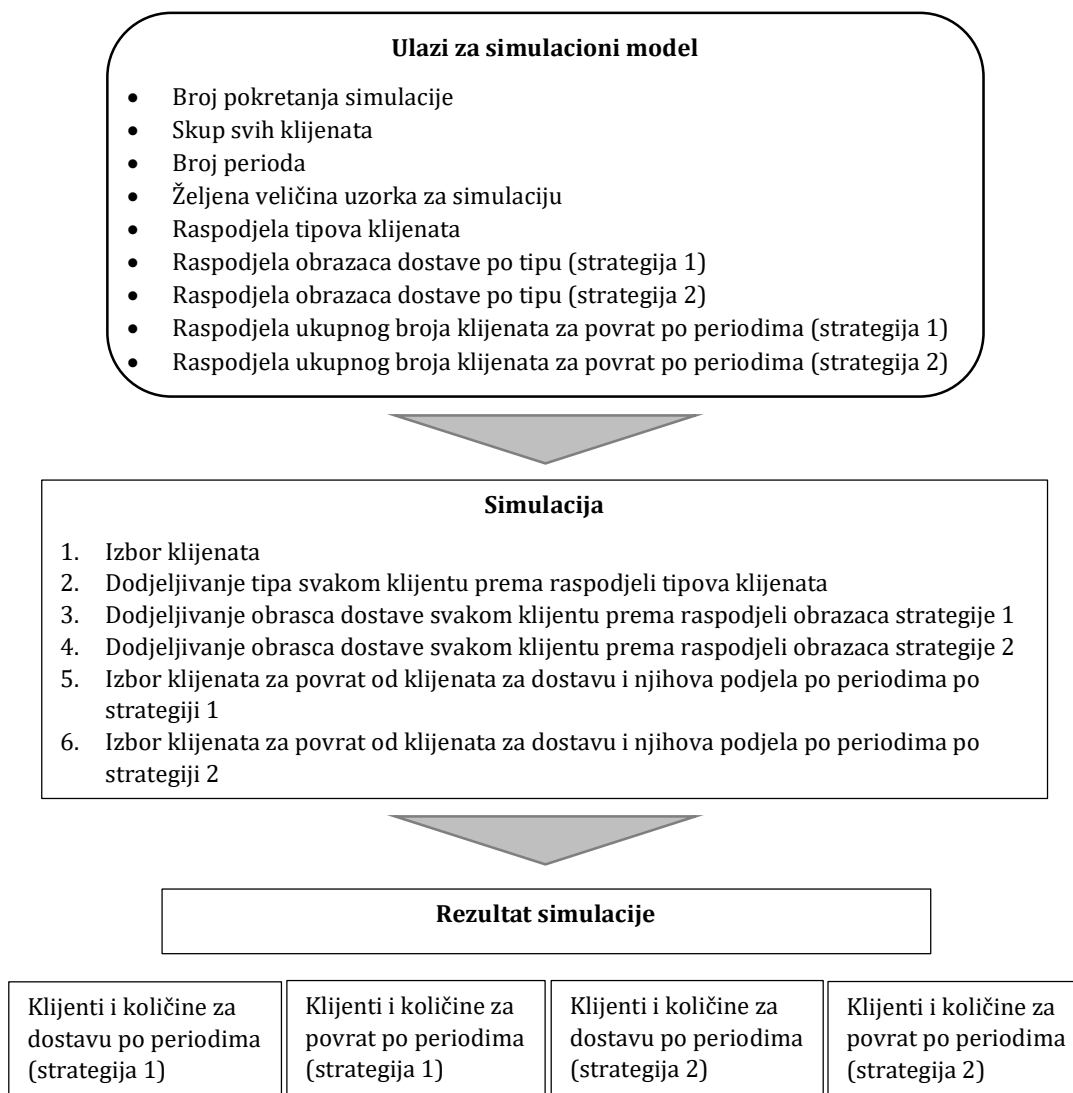 Ulazi za simulacioni model
• Broj pokretanja simulacije
• Skup svih klijenata
• Broj perioda
• Željena veličina uzorka za simulaciju
• Raspodjela tipova klijenata
• Raspodjela obrazaca dostave po tipu (strategija 1)
• Raspodjela obrazaca dostave po tipu (strategija 2)
• Raspodjela ukupnog broja klijenata za povrat po periodima (strategija 1)
• Raspodjela ukupnog broja klijenata za povrat po periodima (strategija 2)
Simulacija
1. Izbor klijenata
2. Dodjeljivanje tipa svakom klijentu prema raspodjeli tipova klijenata
3. Dodjeljivanje obrasca dostave svakom klijentu prema raspodjeli obrazaca strategije 1
4. Dodjeljivanje obrasca dostave svakom klijentu prema raspodjeli obrazaca strategije 2
5. Izbor klijenata za povrat od klijenata za dostavu i njihova podjela po periodima po
strategiji 1
6. Izbor klijenata za povrat od klijenata za dostavu i njihova podjela po periodima po
strategiji 2
Rezultat simulacije
Klijenti i količine za
dostavu po periodima
(strategija 1)
Klijenti i količine za
povrat po periodima
(strategija 1)
Klijenti i količine za
dostavu po periodima
(strategija 2)
Klijenti i količine za
povrat po periodima
(strategija 2)